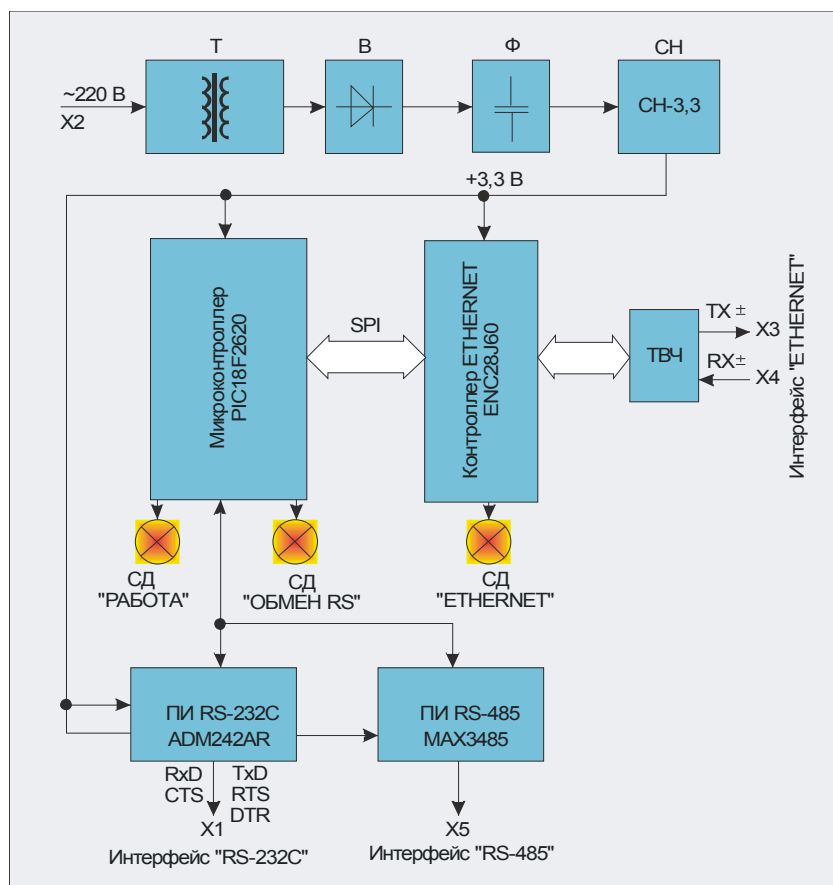 Т
В
Ф
СН
~220 В
X2
СН-3,3
+3,3 В
Микроконтроллер
PIC18F2620
SPI
Контроллер ETHERNET
ENC28J60
ТВЧ
TX ±
X3
RX±
X4
Интерфейс "ETHERNET"
СД
"РАБОТА"
СД
"ОБМЕН RS"
СД
"ETHERNET"
ПИ RS-232C
ADM242AR
ПИ RS-485
MAX3485
RxD
CTS
TxD
RTS
DTR
X1
Интерфейс "RS-232C"
X5
Интерфейс "RS-485"